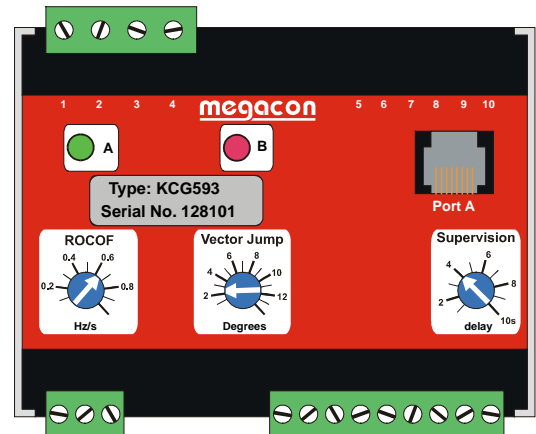 1 2 3 4 megacon 5 6 7 8 9 10
A B
Type: KCG593
Serial No. 128101
Port A
ROCOF
0.2 0.4 0.6 0.8
Hz/s
Vector Jump
2 4 6 8 10 12
Degrees
Supervision
2 4 6 8 10s
delay